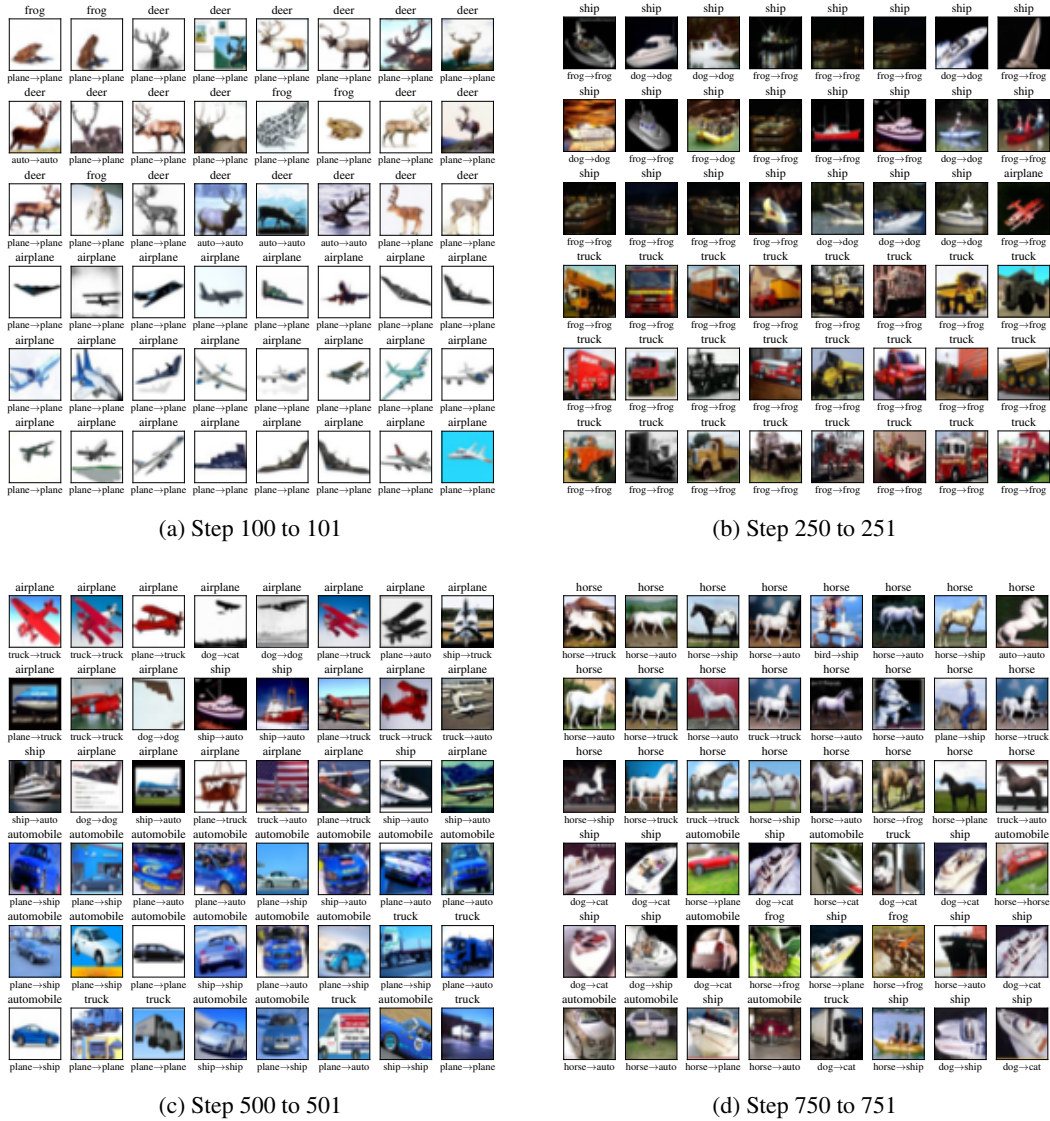 frog frog deer deer deer deer deer deer
plane→plane plane→plane plane→plane plane→plane plane→plane plane→plane plane→plane plane→plane
deer deer deer deer frog frog deer deer
auto→auto plane→plane plane→plane plane→plane plane→plane plane→plane plane→plane plane→plane
deer frog deer deer deer deer deer deer
plane→plane plane→plane plane→plane auto→auto auto→auto auto→auto plane→plane plane→plane
airplane airplane airplane airplane airplane airplane airplane airplane
plane→plane plane→plane plane→plane plane→plane plane→plane plane→plane plane→plane plane→plane
airplane airplane airplane airplane airplane airplane airplane airplane
plane→plane plane→plane plane→plane plane→plane plane→plane plane→plane plane→plane plane→plane
airplane airplane airplane airplane airplane airplane airplane airplane
plane→plane plane→plane plane→plane plane→plane plane→plane plane→plane plane→plane plane→plane
(a) Step 100 to 101
ship ship ship ship ship ship ship ship
frog→frog dog→dog dog→dog frog→frog frog→frog frog→frog dog→dog frog→frog
ship ship ship ship ship ship ship ship
dog→dog frog→frog frog→dog frog→frog frog→frog frog→frog dog→dog frog→frog
ship ship ship ship ship ship ship airplane
frog→frog frog→frog frog→frog frog→frog dog→dog dog→dog dog→dog frog→frog
truck truck truck truck truck truck truck truck
frog→frog frog→frog frog→frog frog→frog frog→frog frog→frog frog→frog frog→frog
truck truck truck truck truck truck truck truck
frog→frog frog→frog frog→frog frog→frog frog→frog frog→frog frog→frog frog→frog
truck truck truck truck truck truck truck truck
frog→frog frog→frog frog→frog frog→frog frog→frog frog→frog frog→frog frog→frog
(b) Step 250 to 251
airplane airplane airplane airplane airplane airplane airplane airplane
truck→truck plane→truck plane→truck dog→cat dog→dog plane→truck plane→auto ship→truck
airplane airplane airplane ship ship airplane airplane airplane
plane→truck truck→truck dog→dog ship→auto ship→auto plane→truck truck→truck truck→auto
ship airplane airplane airplane airplane airplane ship airplane
ship→auto dog→dog ship→auto plane→truck truck→auto plane→truck ship→auto ship→auto
automobile automobile automobile automobile automobile automobile automobile automobile
plane→ship plane→ship plane→auto plane→auto plane→ship ship→auto plane→auto plane→auto
automobile automobile automobile automobile automobile automobile truck truck
plane→ship plane→ship plane→plane ship→ship plane→auto plane→ship plane→plane plane→auto
automobile truck truck automobile automobile truck automobile truck
plane→ship plane→plane plane→plane ship→ship plane→ship plane→auto ship→ship plane→plane
(c) Step 500 to 501
horse horse horse horse horse horse horse horse
horse→truck horse→auto horse→ship horse→auto bird→ship horse→auto horse→ship auto→auto
horse horse horse horse horse horse horse horse
horse→auto horse→truck horse→auto truck→truck horse→auto horse→auto plane→ship horse→truck
horse horse horse horse horse horse horse horse
horse→ship horse→truck truck→truck horse→ship horse→auto horse→frog horse→plane truck→auto
ship ship automobile ship automobile truck ship automobile
dog→cat dog→cat horse→plane dog→cat horse→cat dog→cat dog→cat horse→horse
ship ship automobile frog ship frog ship ship
dog→cat dog→ship dog→cat horse→frog horse→plane horse→frog horse→auto dog→cat
automobile automobile ship automobile truck ship ship ship
horse→auto horse→auto horse→plane horse→auto dog→cat horse→ship dog→ship dog→cat
(d) Step 750 to 751